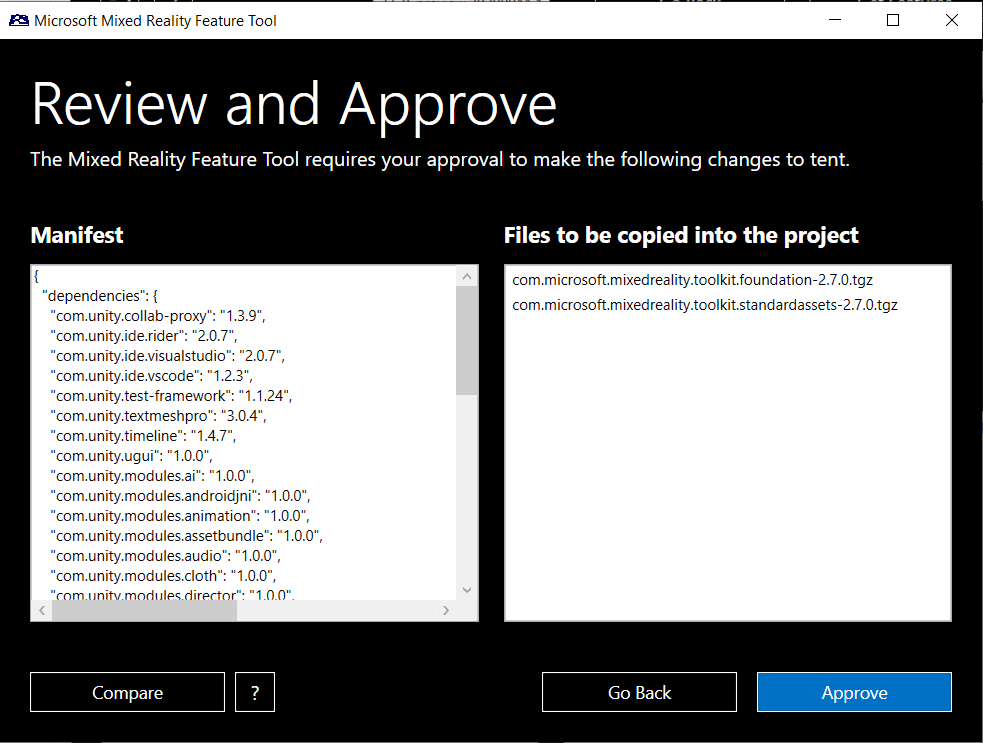 Microsoft Mixed Reality Feature Tool
Review and Approve
The Mixed Reality Feature Tool requires your approval to make the following changes to tent.
Manifest
{
"dependencies": {
"com.unity.collab-proxy": "1.3.9",
"com.unity.ide.rider": "2.0.7",
"com.unity.ide.visualstudio": "2.0.7",
"com.unity.ide.vscode": "1.2.3",
"com.unity.test-framework": "1.1.24",
"com.unity.textmeshpro": "3.0.4",
"com.unity.timeline": "1.4.7",
"com.unity.ugui": "1.0.0",
"com.unity.modules.ai": "1.0.0",
"com.unity.modules.androidjni": "1.0.0",
"com.unity.modules.animation": "1.0.0",
"com.unity.modules.assetbundle": "1.0.0",
"com.unity.modules.audio": "1.0.0",
"com.unity.modules.cloth": "1.0.0",
"com.unity.modules.director": "1.0.0",
Files to be copied into the project
com.microsoft.mixedreality.toolkit.foundation-2.7.0.tgz
com.microsoft.mixedreality.toolkit.standardassets-2.7.0.tgz
Compare
?
Go Back
Approve